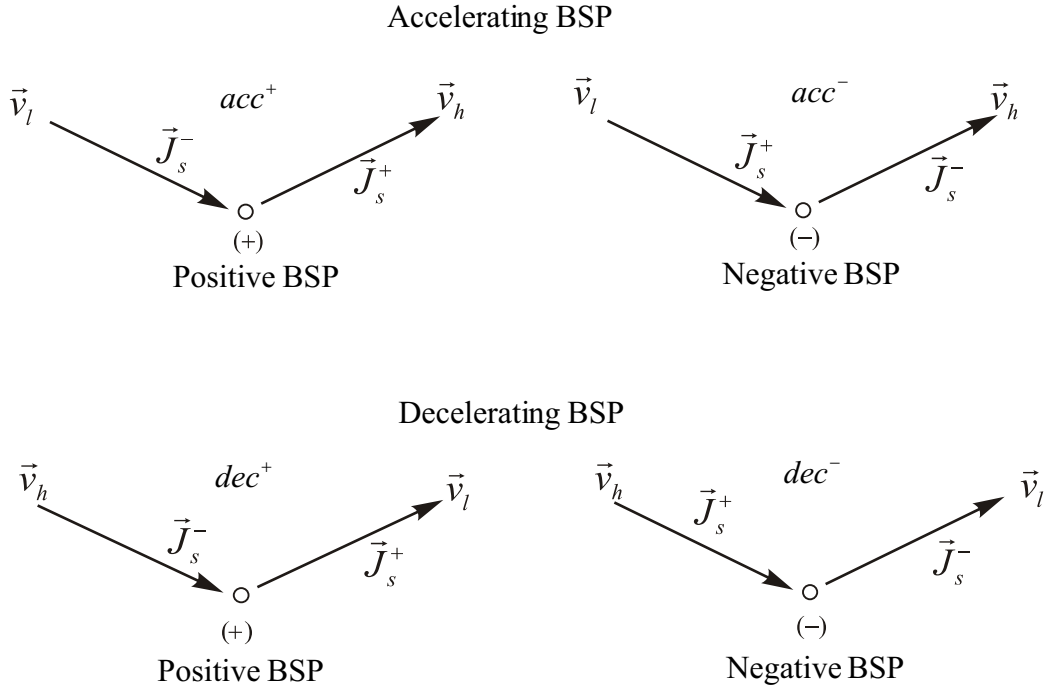 Accelerating BSP
v⃗_l acc⁺ v⃗_h
J⃗_s⁻ J⃗_s⁺
(+)
Positive BSP
v⃗_l acc⁻ v⃗_h
J⃗_s⁺ J⃗_s⁻
(−)
Negative BSP
Decelerating BSP
v⃗_h dec⁺ v⃗_l
J⃗_s⁻ J⃗_s⁺
(+)
Positive BSP
v⃗_h dec⁻ v⃗_l
J⃗_s⁺ J⃗_s⁻
(−)
Negative BSP